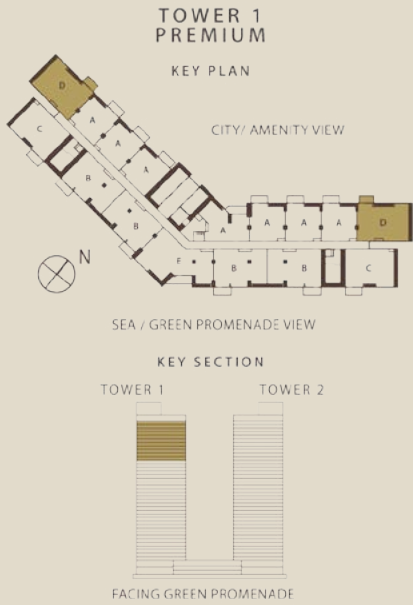 TOWER 1
PREMIUM
KEY PLAN
D
A
C
A
CITY/ AMENITY VIEW
A
B
A
A
A
A
D
B
E
B
B
C
N
SEA / GREEN PROMENADE VIEW
KEY SECTION
TOWER 1
TOWER 2
FACING GREEN PROMENADE